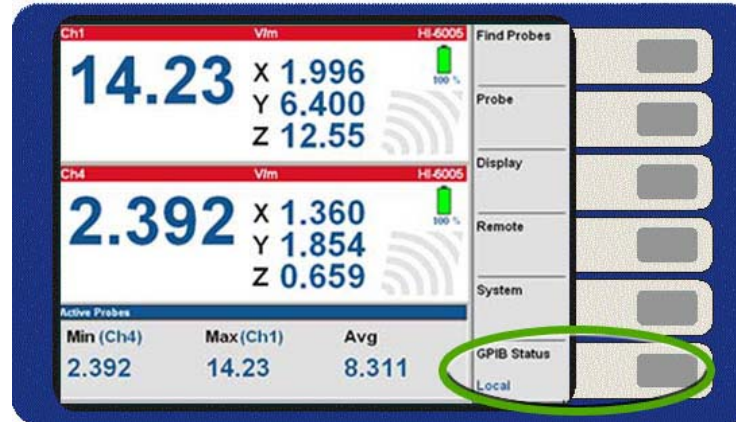 Ch1 V/m HI-6005
14.23
X 1.996
Y 6.400
Z 12.55
100 %
Ch4 V/m HI-6005
2.392
X 1.360
Y 1.854
Z 0.659
100 %
Active Probes
Min (Ch4) Max(Ch1) Avg
2.392 14.23 8.311
Find Probes
Probe
Display
Remote
System
GPIB Status
Local